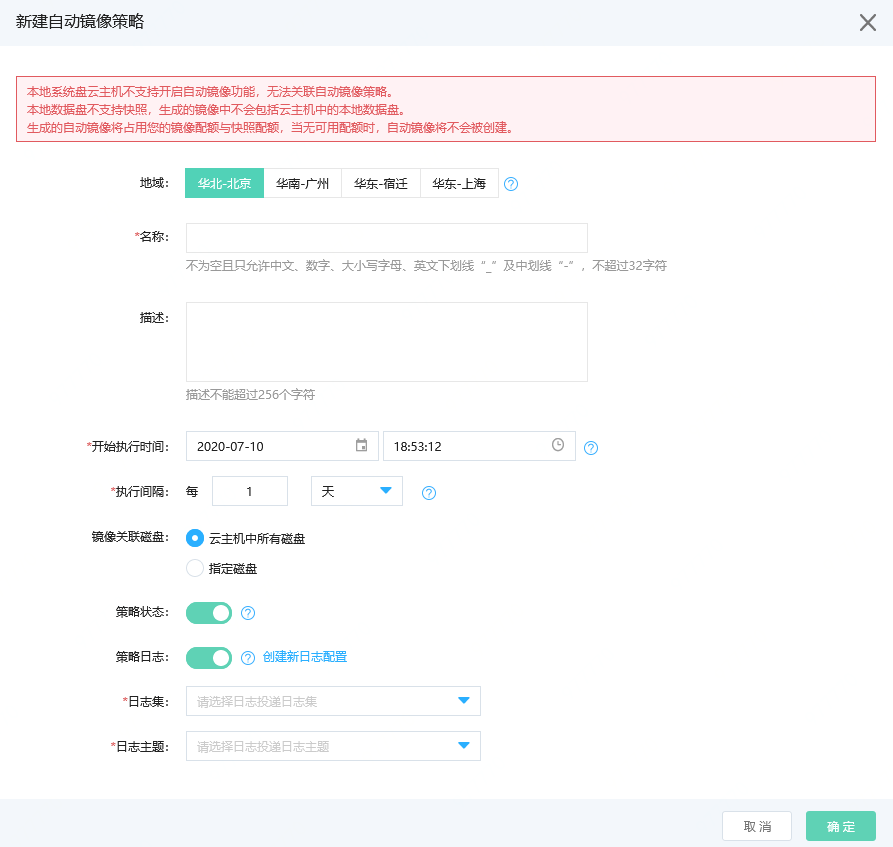 新建自动镜像策略
本地系统盘云主机不支持开启自动镜像功能，无法关联自动镜像策略。
本地数据盘不支持快照，生成的镜像中不会包括云主机中的本地数据盘。
生成的自动镜像将占用您的镜像配额与快照配额，当无可用配额时，自动镜像将不会被创建。
地域： 华北-北京 华南-广州 华东-宿迁 华东-上海 ?
*名称：
不为空且只允许中文、数字、大小写字母、英文下划线“_”及中划线“-”，不超过32字符
描述：
描述不能超过256个字符
*开始执行时间： 2020-07-10 18:53:12 ?
*执行间隔： 每 1 天 ?
镜像关联磁盘： 云主机中所有磁盘
指定磁盘
策略状态： ?
策略日志： ? 创建新日志配置
*日志集： 请选择日志投递日志集
*日志主题： 请选择日志投递日志主题
取消 确定